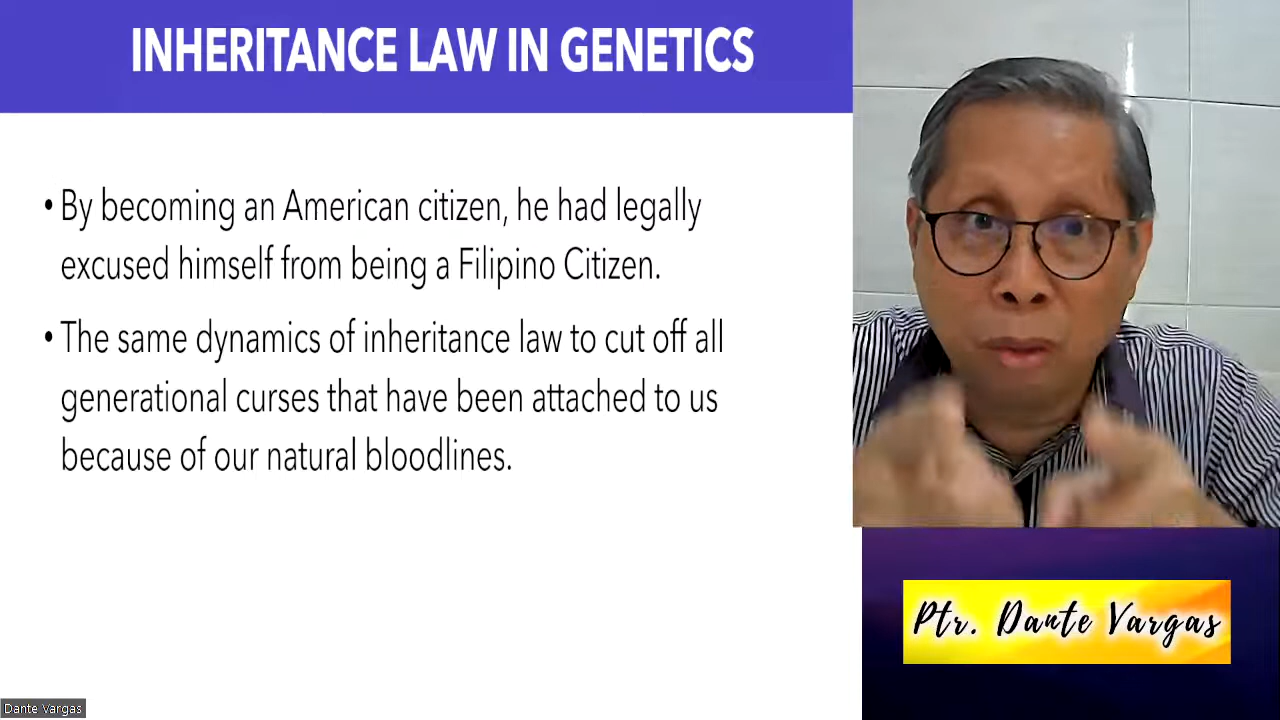 INHERITANCE LAW IN GENETICS
• By becoming an American citizen, he had legally
excused himself from being a Filipino Citizen.
• The same dynamics of inheritance law to cut off all
generational curses that have been attached to us
because of our natural bloodlines.
Ptr. Dante Vargas
Dante Vargas